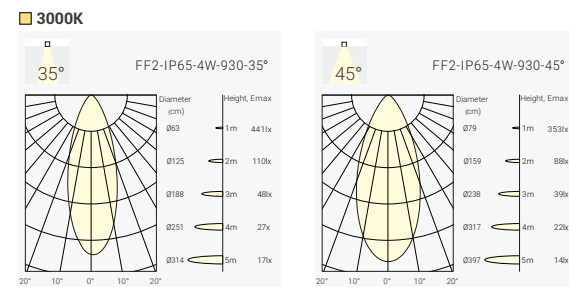 3000K
35°
FF2-IP65-4W-930-35°
Diameter
(cm)
Height, Emax
Ø63 1m 441lx
Ø125 2m 110lx
Ø188 3m 48lx
Ø251 4m 27x
Ø314 5m 17lx
20° 10° 0° 10° 20°
45°
FF2-IP65-4W-930-45°
Diameter
(cm)
Height, Emax
Ø79 1m 353lx
Ø159 2m 88lx
Ø238 3m 39lx
Ø317 4m 22lx
Ø397 5m 14lx
20° 10° 0° 10° 20°